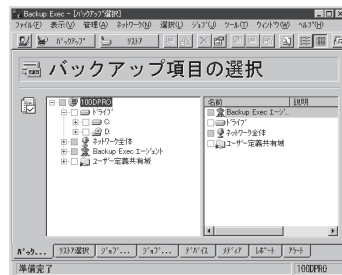 Backup Exec - [ﾊﾞｯｸｱｯﾌﾟ選択]
ﾌｧｲﾙ(F) 表示(V) 管理(A) ﾈｯﾄﾜｰｸ(N) 選択(L) ｼﾞｮﾌﾞ(J) ﾂｰﾙ(T) ｳｨﾝﾄﾞｳ(W) ﾍﾙﾌﾟ(H)
ﾊﾞｯｸｱｯﾌﾟ ﾘｽﾄｱ
バックアップ項目の選択
100DPRO
ﾄﾞﾗｲﾌﾞ
C:
D:
ﾈｯﾄﾜｰｸ全体
Backup Exec ｴｰｼﾞｪﾝﾄ
ﾕｰｻﾞｰ定義共有域
名前 説明
Backup Exec ｴｰｼﾞ...
ﾄﾞﾗｲﾌﾞ
ﾈｯﾄﾜｰｸ全体
ﾕｰｻﾞｰ定義共有域
ﾊﾞｯｸ... ﾘｽﾄｱ選択 ｼﾞｮﾌﾞ... ｼﾞｮﾌﾞ... ﾃﾞﾊﾞｲｽ ﾒﾃﾞｨｱ ﾚﾎﾟｰﾄ ｱﾗｰﾄ
準備完了 100DPRO